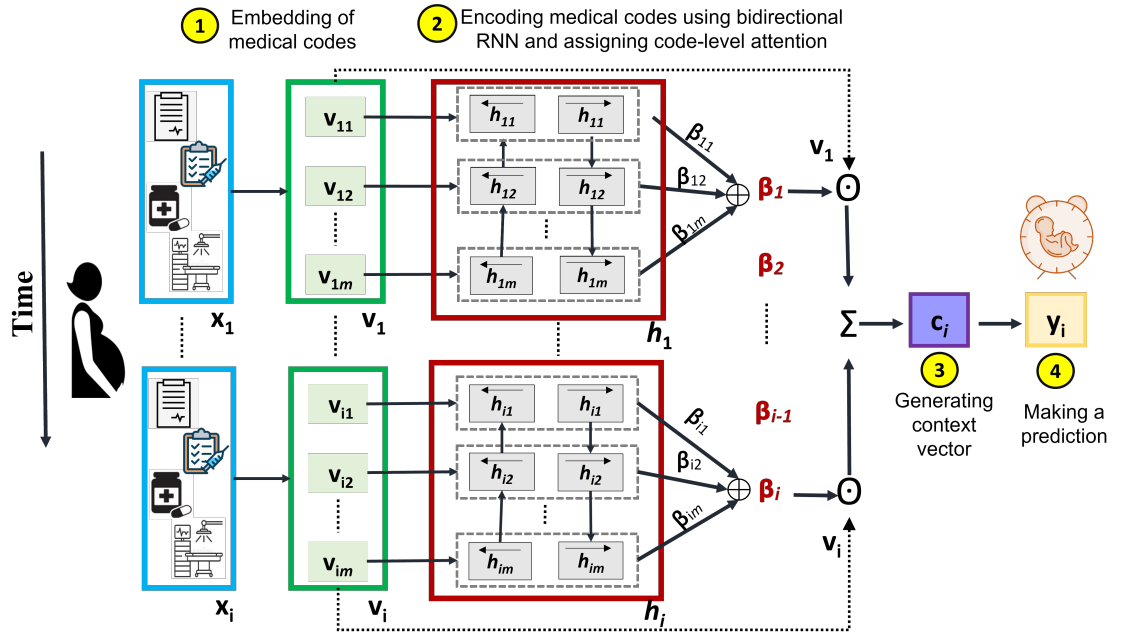 1
Embedding of
medical codes
2
Encoding medical codes using bidirectional
RNN and assigning code-level attention
Time
x1
v11
v12
v1m
v1
h11
h11
h12
h12
h1m
h1m
h1
β11
β12
β1m
β1
β2
βi-1
v1
Σ
ci
yi
3
Generating
context
vector
4
Making a
prediction
xi
vi1
vi2
vim
vi
hi1
hi1
hi2
hi2
him
him
hi
βi1
βi2
βim
βi
vi